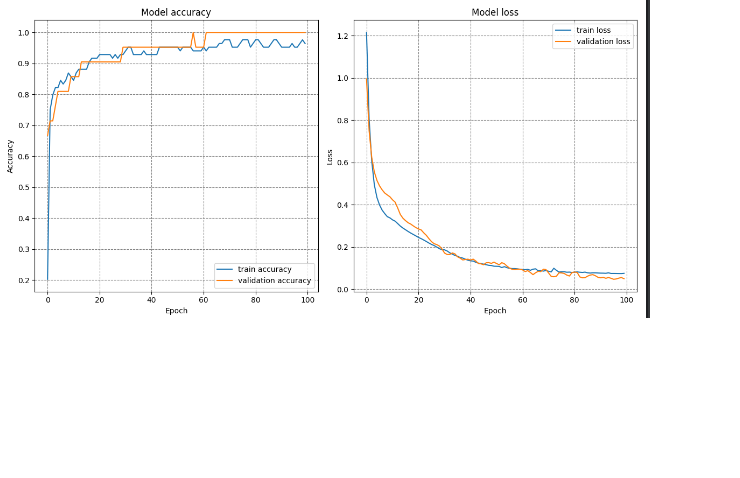 Model accuracy
Accuracy
1.0
0.9
0.8
0.7
0.6
0.5
0.4
0.3
0.2
0 20 40 60 80 100
Epoch
train accuracy
validation accuracy
Model loss
Loss
1.2
1.0
0.8
0.6
0.4
0.2
0.0
0 20 40 60 80 100
Epoch
train loss
validation loss